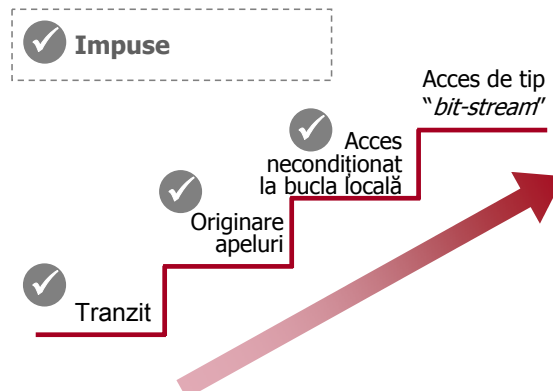 Impuse
Acces de tip
“bit-stream”
Acces
necondiționat
la bucla locală
Originare
apeluri
Tranzit